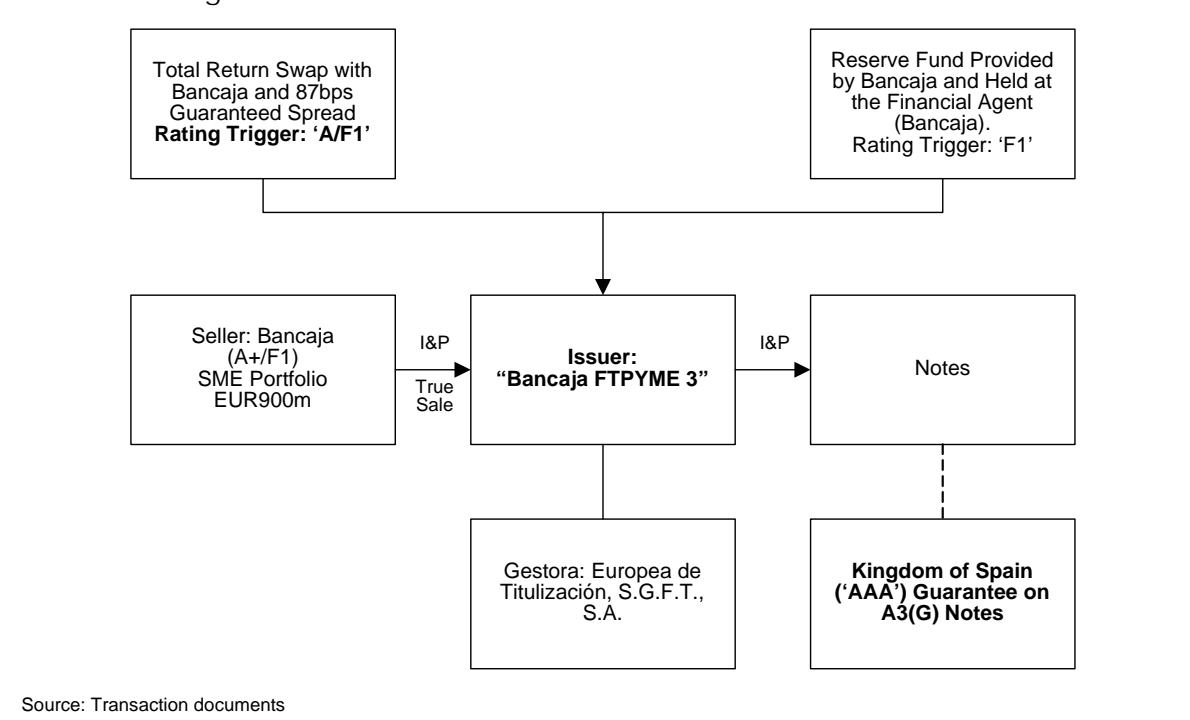 Total Return Swap with
Bancaja and 87bps
Guaranteed Spread
Rating Trigger: ‘A/F1’
Reserve Fund Provided
by Bancaja and Held at
the Financial Agent
(Bancaja).
Rating Trigger: ‘F1’
Seller: Bancaja
(A+/F1)
SME Portfolio
EUR900m
I&P
True
Sale
Issuer:
“Bancaja FTPYME 3”
I&P
Notes
Gestora: Europea de
Titulización, S.G.F.T.,
S.A.
Kingdom of Spain
(‘AAA’) Guarantee on
A3(G) Notes
Source: Transaction documents